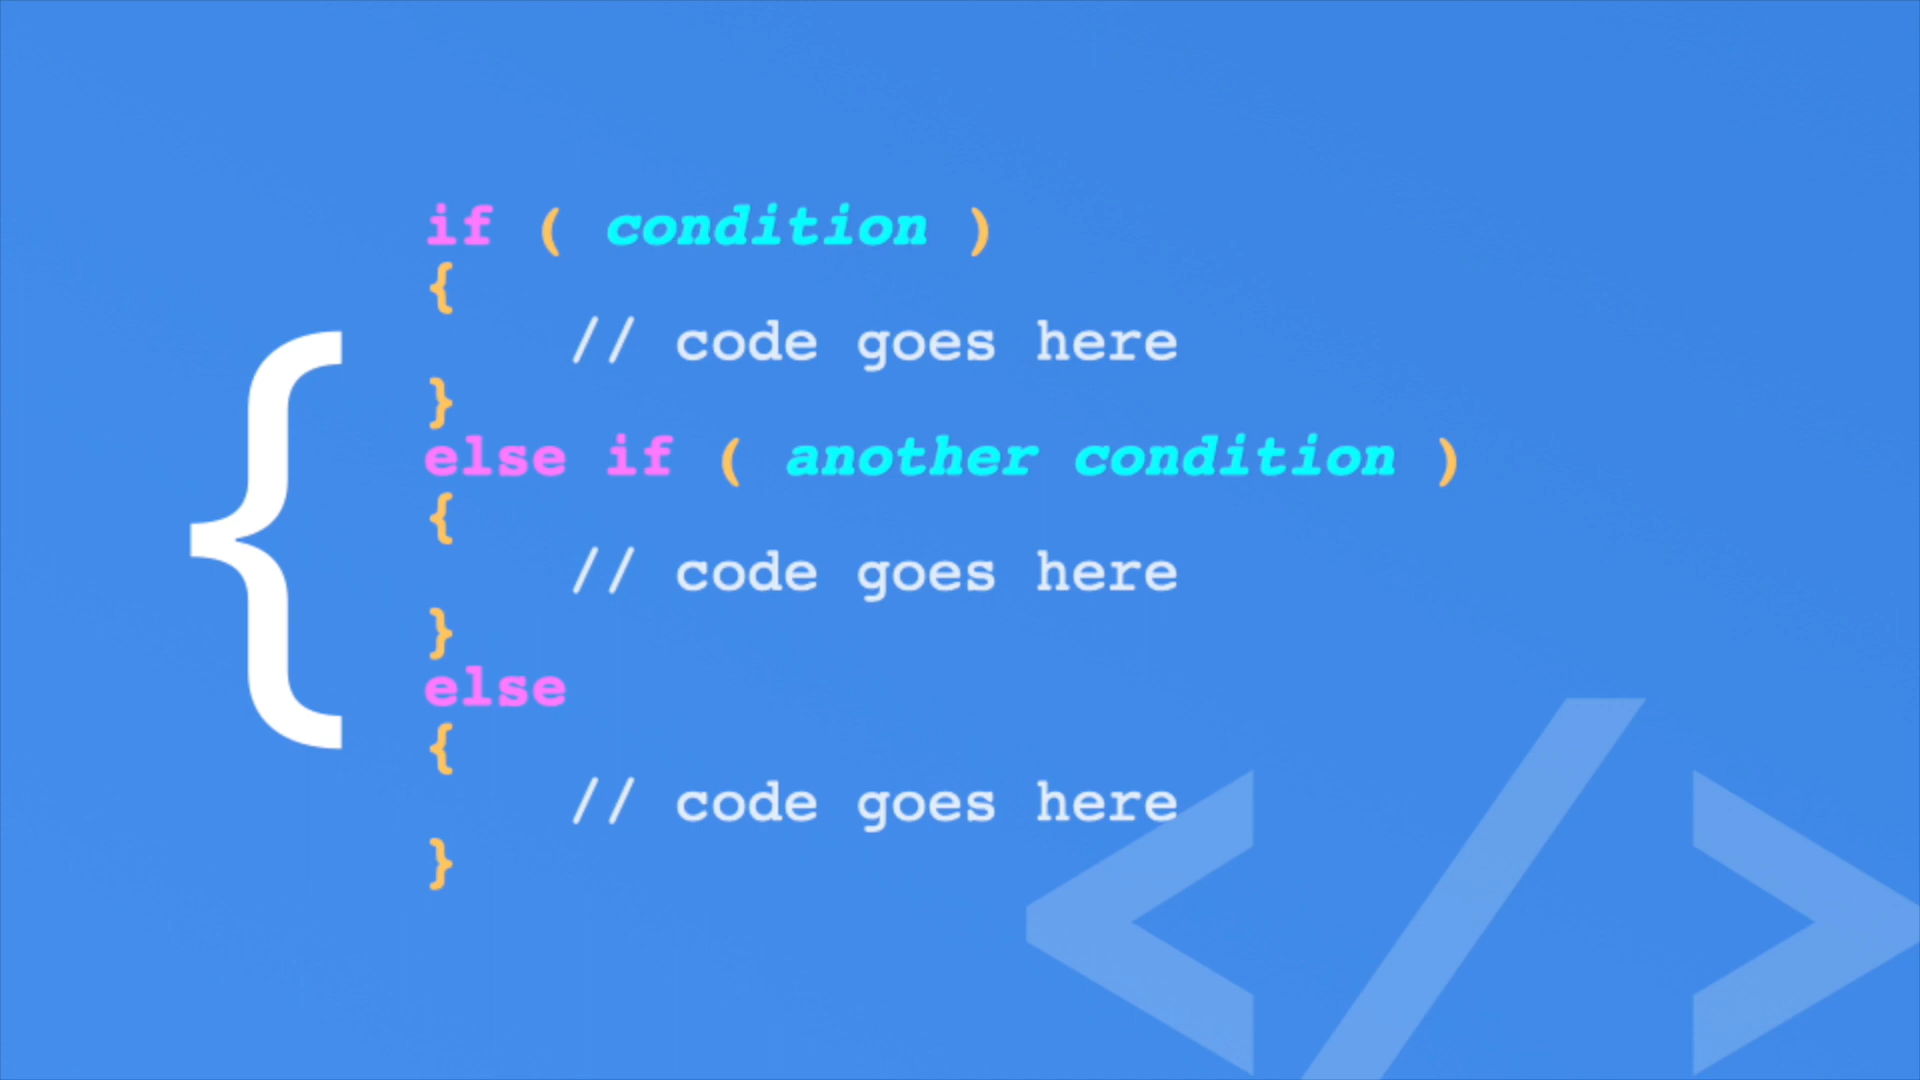 if ( condition )
{
// code goes here
}
else if ( another condition )
{
// code goes here
}
else
{
// code goes here
}
{
</>